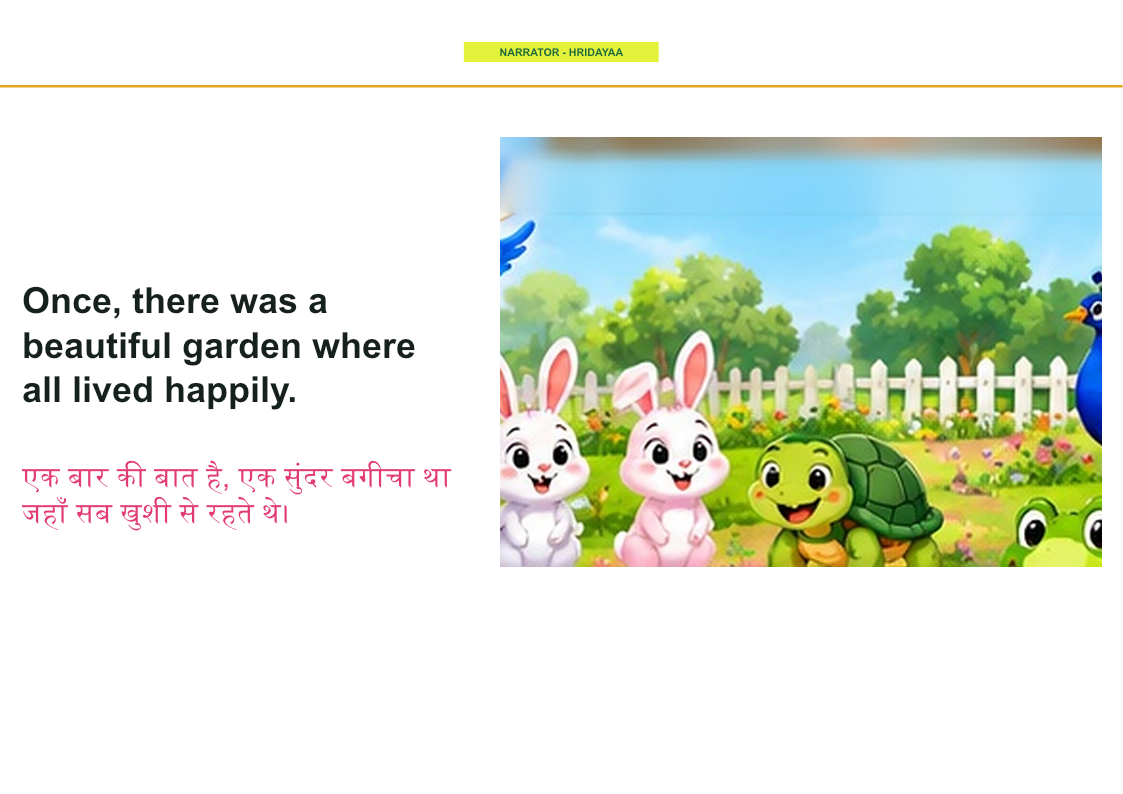 NARRATOR - HRIDAYAA
Once, there was a
beautiful garden where
all lived happily.
एक बार की बात है, एक सुंदर बगीचा था
जहाँ सब खुशी से रहते थे।